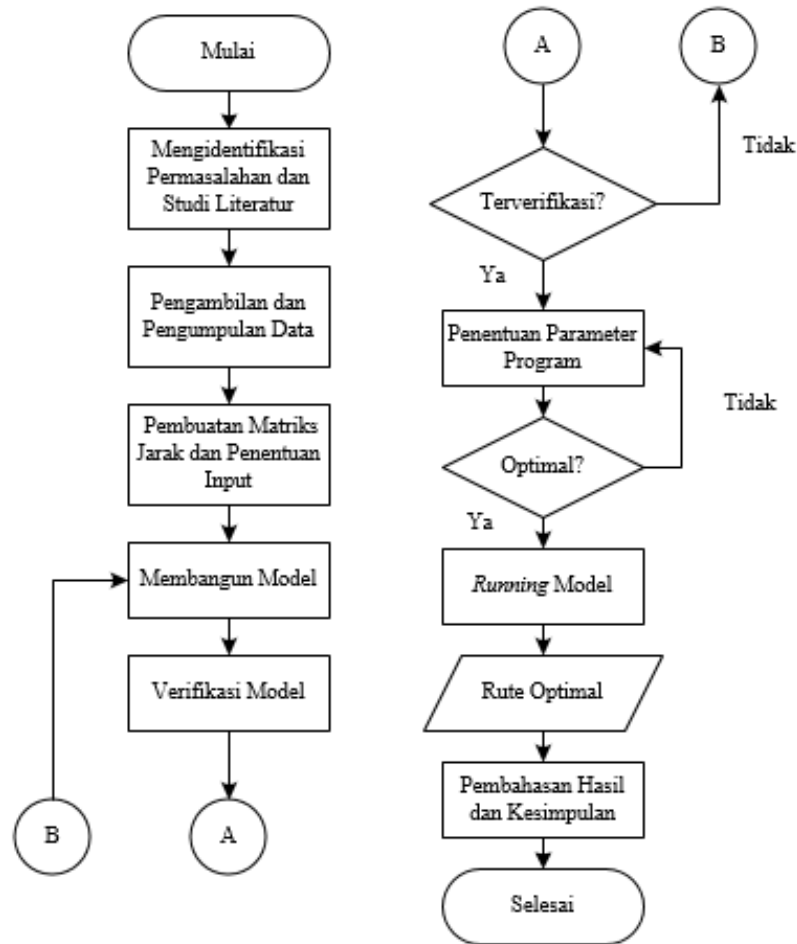 Mulai
Mengidentifikasi
Permasalahan dan
Studi Literatur
Pengambilan dan
Pengumpulan Data
Pembuatan Matriks
Jarak dan Penentuan
Input
Membangun Model
Verifikasi Model
B
A
A
B
Tidak
Terverifikasi?
Ya
Penentuan Parameter
Program
Tidak
Optimal?
Ya
Running Model
Rute Optimal
Pembahasan Hasil
dan Kesimpulan
Selesai